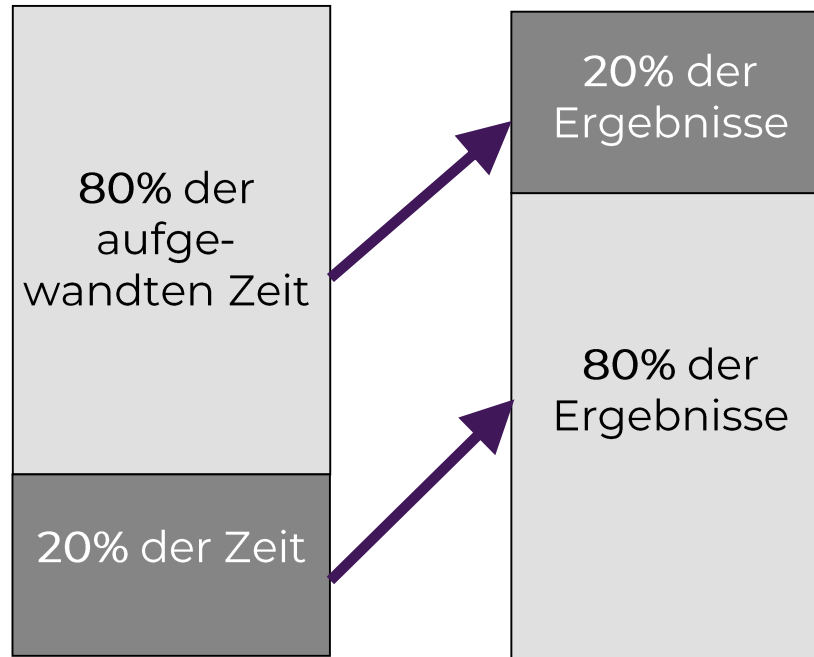 80% der
aufge-
wandten Zeit
20% der Zeit
20% der
Ergebnisse
80% der
Ergebnisse